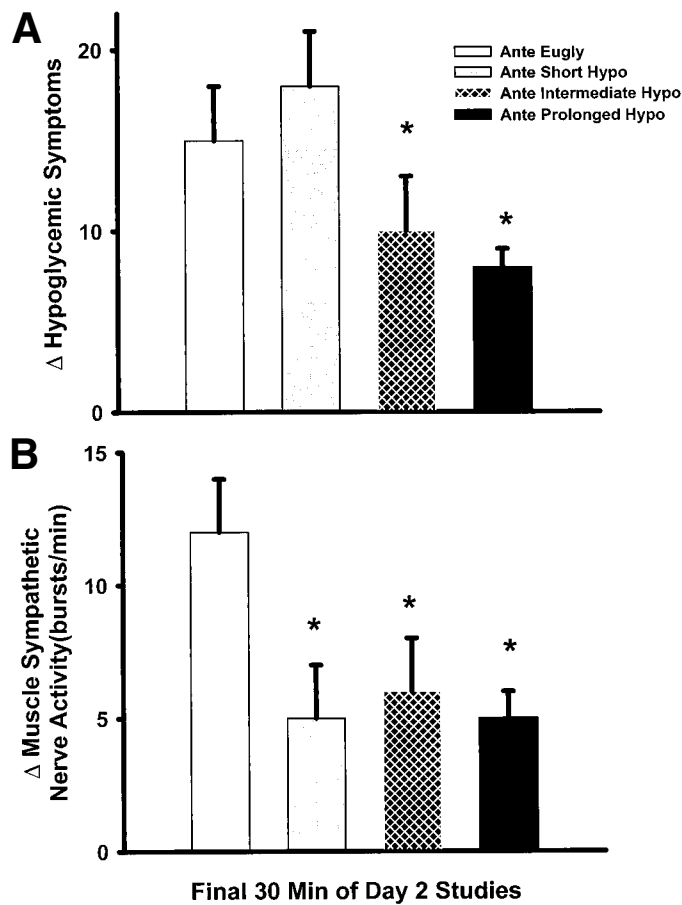 A
Δ Hypoglycemic Symptoms
20
10
0
Ante Eugly
Ante Short Hypo
Ante Intermediate Hypo
Ante Prolonged Hypo
*
*
B
Δ Muscle Sympathetic
Nerve Activity(bursts/min)
15
10
5
0
*
*
*
Final 30 Min of Day 2 Studies